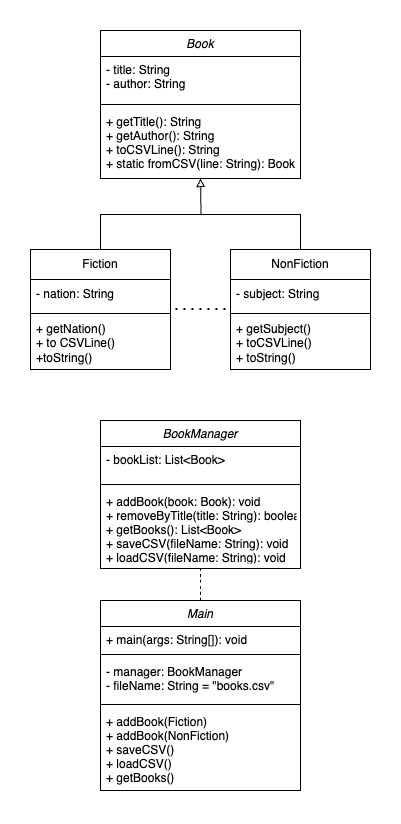 Book
- title: String
- author: String
+ getTitle(): String
+ getAuthor(): String
+ toCSVLine(): String
+ static fromCSV(line: String): Book
Fiction
- nation: String
+ getNation()
+ to CSVLine()
+toString()
NonFiction
- subject: String
+ getSubject()
+ toCSVLine()
+ toString()
BookManager
- bookList: List<Book>
+ addBook(book: Book): void
+ removeByTitle(title: String): boolea
+ getBooks(): List<Book>
+ saveCSV(fileName: String): void
+ loadCSV(fileName: String): void
Main
+ main(args: String[]): void
- manager: BookManager
- fileName: String = "books.csv"
+ addBook(Fiction)
+ addBook(NonFiction)
+ saveCSV()
+ loadCSV()
+ getBooks()